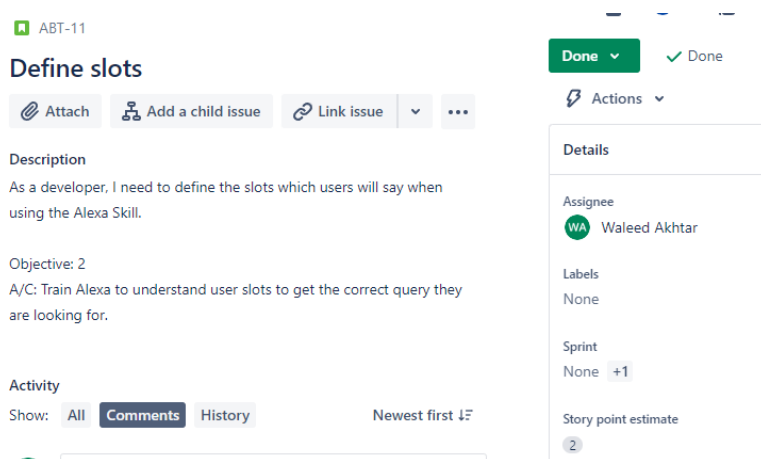 ABT-11
Define slots
Attach Add a child issue Link issue
Description
As a developer, I need to define the slots which users will say when
using the Alexa Skill.
Objective: 2
A/C: Train Alexa to understand user slots to get the correct query they
are looking for.
Activity
Show: All Comments History Newest first
Done Done
Actions
Details
Assignee
WA Waleed Akhtar
Labels
None
Sprint
None +1
Story point estimate
2